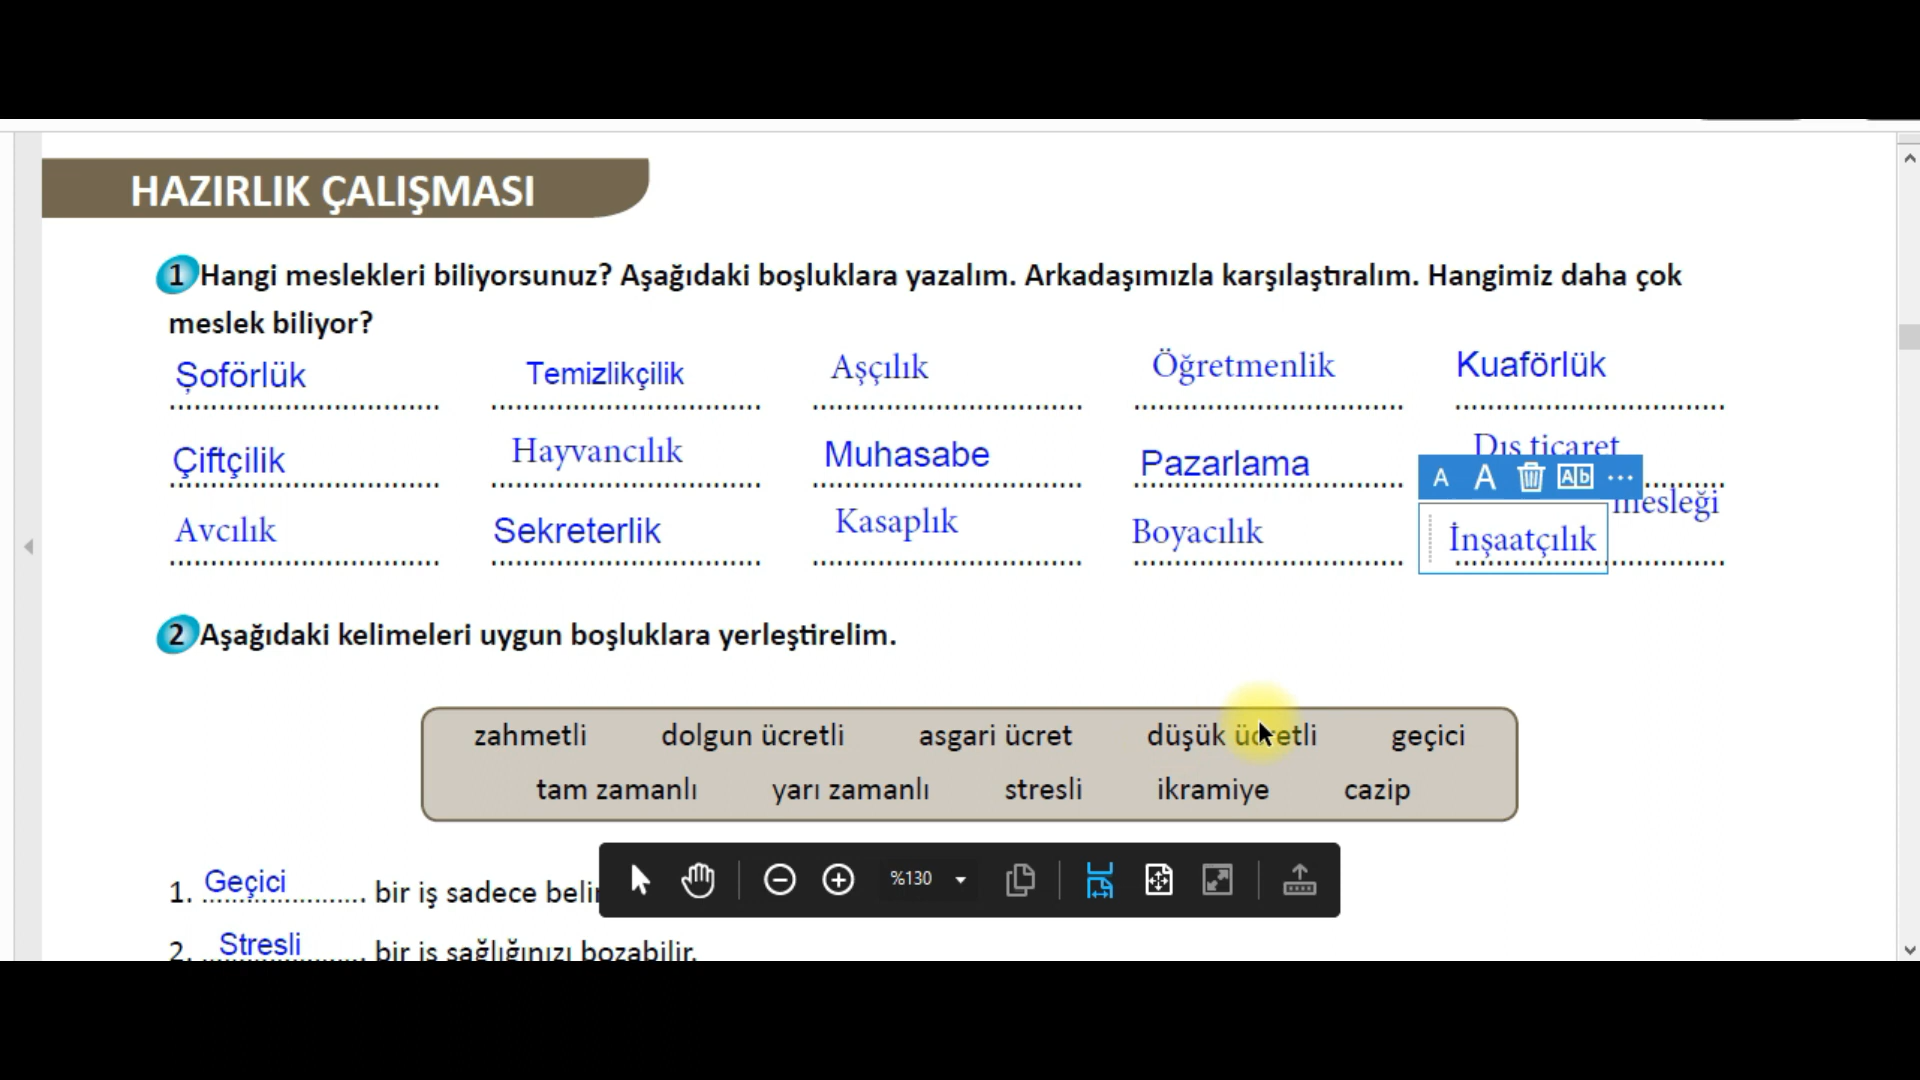 HAZIRLIK ÇALIŞMASI
1 Hangi meslekleri biliyorsunuz? Aşağıdaki boşluklara yazalım. Arkadaşımızla karşılaştıralım. Hangimiz daha çok
meslek biliyor?
Şoförlük Temizlikçilik Aşçılık Öğretmenlik Kuaförlük
Çiftçilik Hayvancılık Muhasabe Pazarlama Dış ticaret
mesleği
Avcılık Sekreterlik Kasaplık Boyacılık İnşaatçılık
2 Aşağıdaki kelimeleri uygun boşluklara yerleştirelim.
zahmetli dolgun ücretli asgari ücret düşük ücretli geçici
tam zamanlı yarı zamanlı stresli ikramiye cazip
%130
1. Geçici bir iş sadece
2. Stresli bir iş sağlığınızı bozabilir.